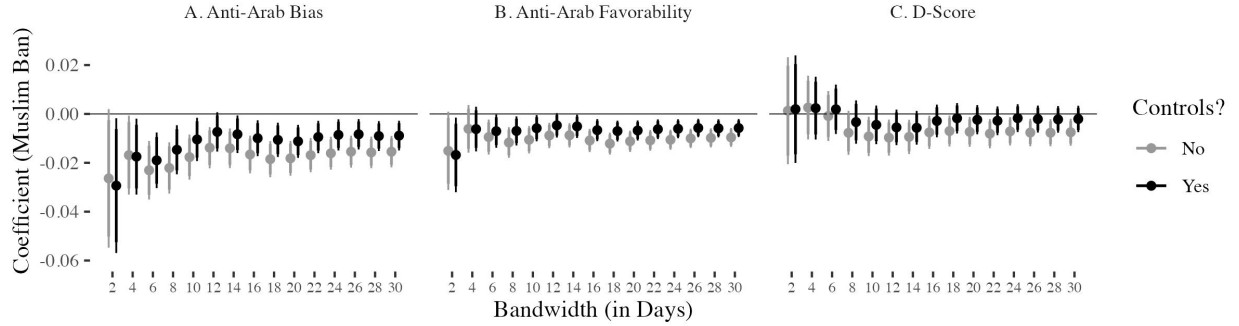 A. Anti-Arab Bias
B. Anti-Arab Favorability
C. D-Score
Coefficient (Muslim Ban)
0.02
0.00
-0.02
-0.04
-0.06
2 4 6 8 10 12 14 16 18 20 22 24 26 28 30
2 4 6 8 10 12 14 16 18 20 22 24 26 28 30
2 4 6 8 10 12 14 16 18 20 22 24 26 28 30
Bandwidth (in Days)
Controls?
No
Yes